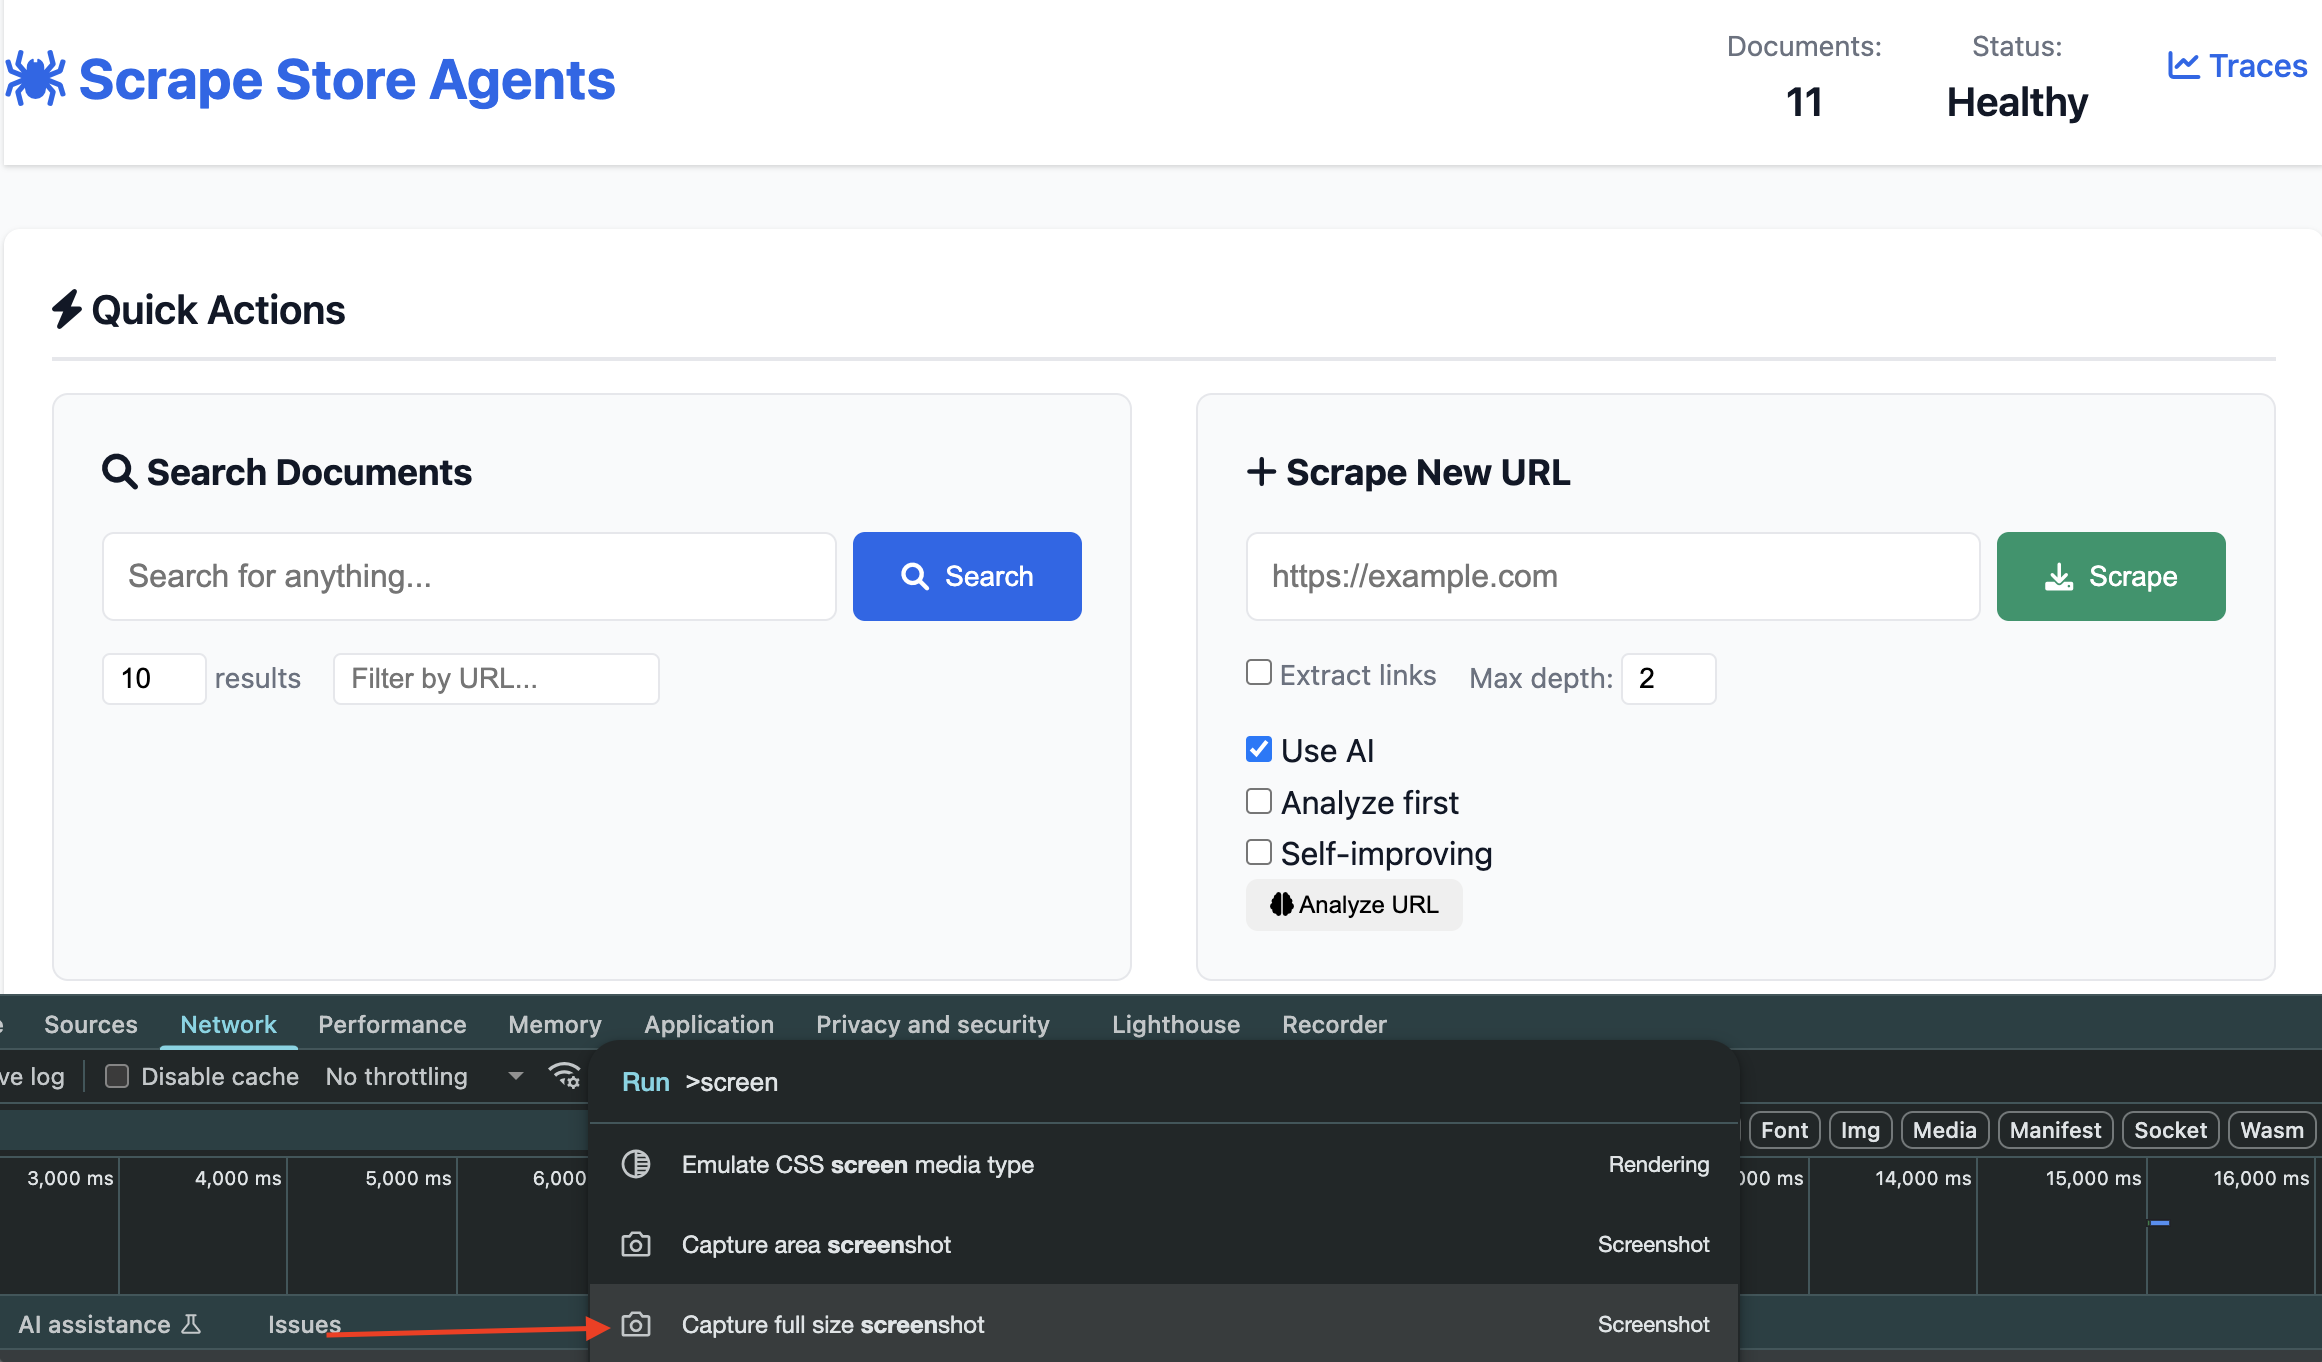 Scrape Store Agents
Documents:
11
Status:
Healthy
Traces
Quick Actions
Search Documents
Search for anything...
Search
10 results
Filter by URL...
Scrape New URL
https://example.com
Scrape
Extract links
Max depth: 2
Use AI
Analyze first
Self-improving
Analyze URL
Sources Network Performance Memory Application Privacy and security Lighthouse Recorder
log Disable cache No throttling
Run >screen
Font Img Media Manifest Socket Wasm
Emulate CSS screen media type Rendering
3,000 ms 4,000 ms 5,000 ms 6,000 14,000 ms 15,000 ms 16,000 ms
Capture area screenshot Screenshot
AI assistance Issues
Capture full size screenshot Screenshot